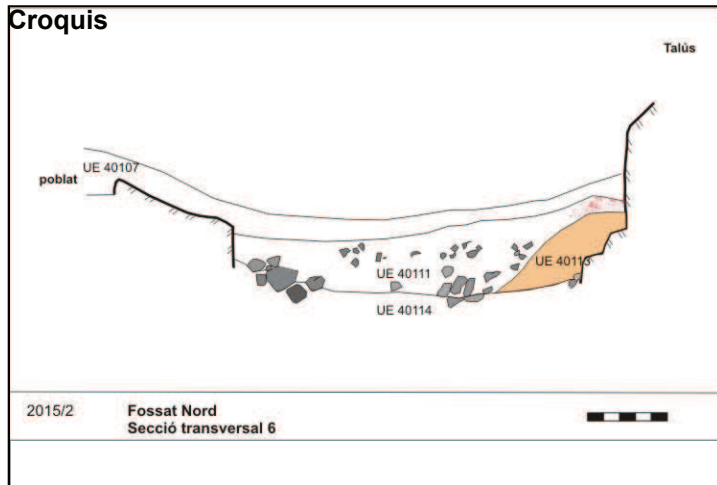 Croquis
Talús
UE 40107
poblat
UE 40113
UE 40111
UE 40114
2015/2
Fossat Nord
Secció transversal 6